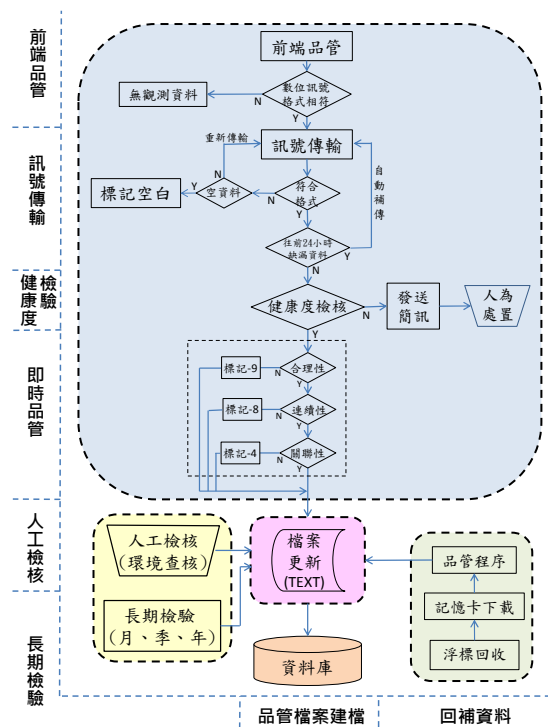 前端品管
訊號傳輸
健康度
檢驗
即時品管
人工檢核
長期檢驗
前端品管
數位訊號
格式相符
N
無觀測資料
Y
重新傳輸
訊號傳輸
自動補傳
N
標記空白
Y
空資料
N
符合
格式
Y
往前24小時
缺漏資料
Y
N
健康度檢核
N
發送
簡訊
人為
處置
Y
標記-9
N
合理性
Y
標記-8
N
連續性
Y
標記-4
N
關聯性
Y
人工檢核
(環境查核)
長期檢驗
(月、季、年)
檔案
更新
(TEXT)
資料庫
品管程序
記憶卡下載
浮標回收
品管檔案建檔
回補資料